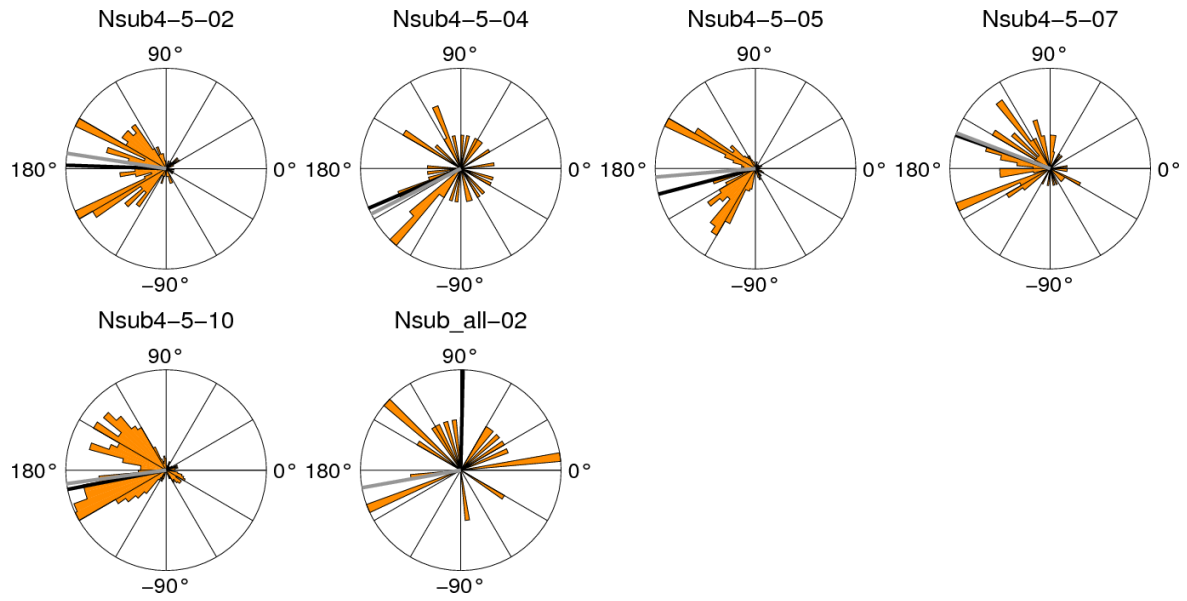 Nsub4−5−02 Nsub4−5−04 Nsub4−5−05 Nsub4−5−07
90° 90° 90° 90°
180° 0° 180° 0° 180° 0° 180° 0°
−90° −90° −90° −90°
Nsub4−5−10 Nsub_all−02
90° 90°
180° 0° 180° 0°
−90° −90°